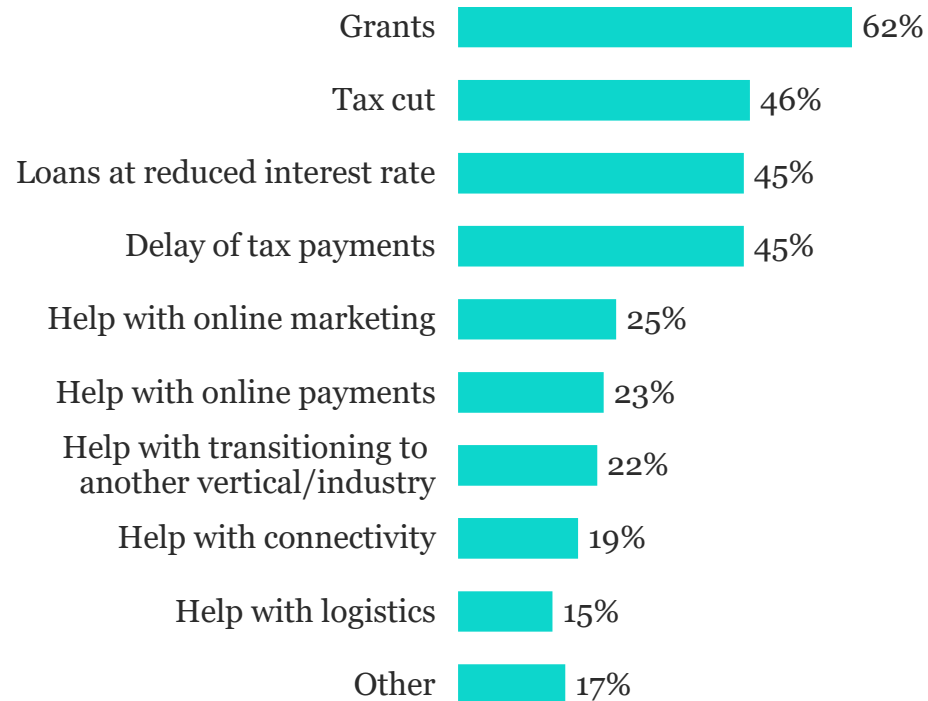 Grants 62%
Tax cut 46%
Loans at reduced interest rate 45%
Delay of tax payments 45%
Help with online marketing 25%
Help with online payments 23%
Help with transitioning to
another vertical/industry 22%
Help with connectivity 19%
Help with logistics 15%
Other 17%